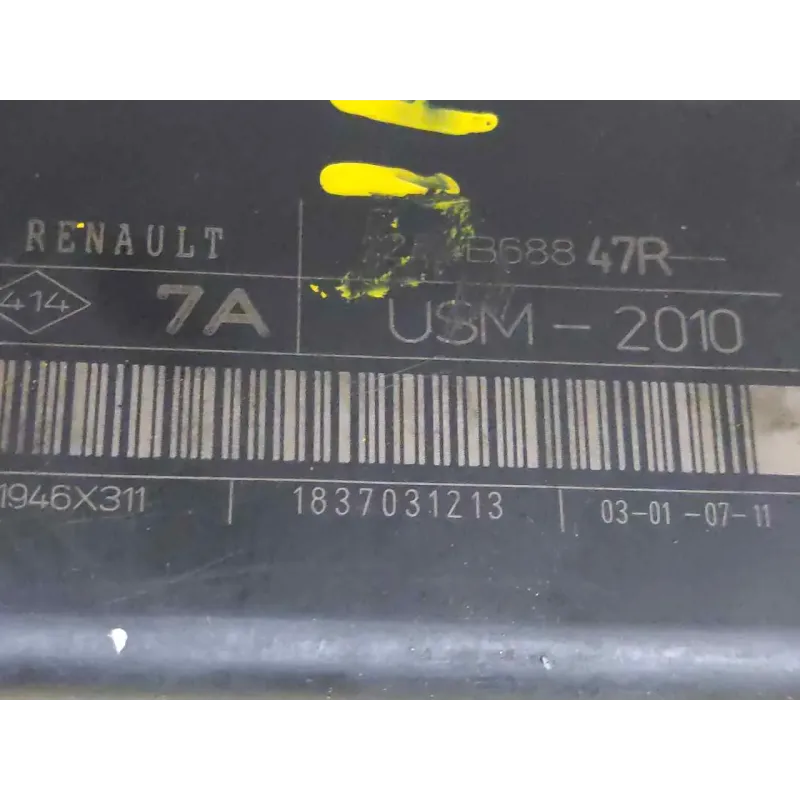 RENAULT B688 47R
414 7A USM - 2010
1946X311 1837031213 03-01-07-11